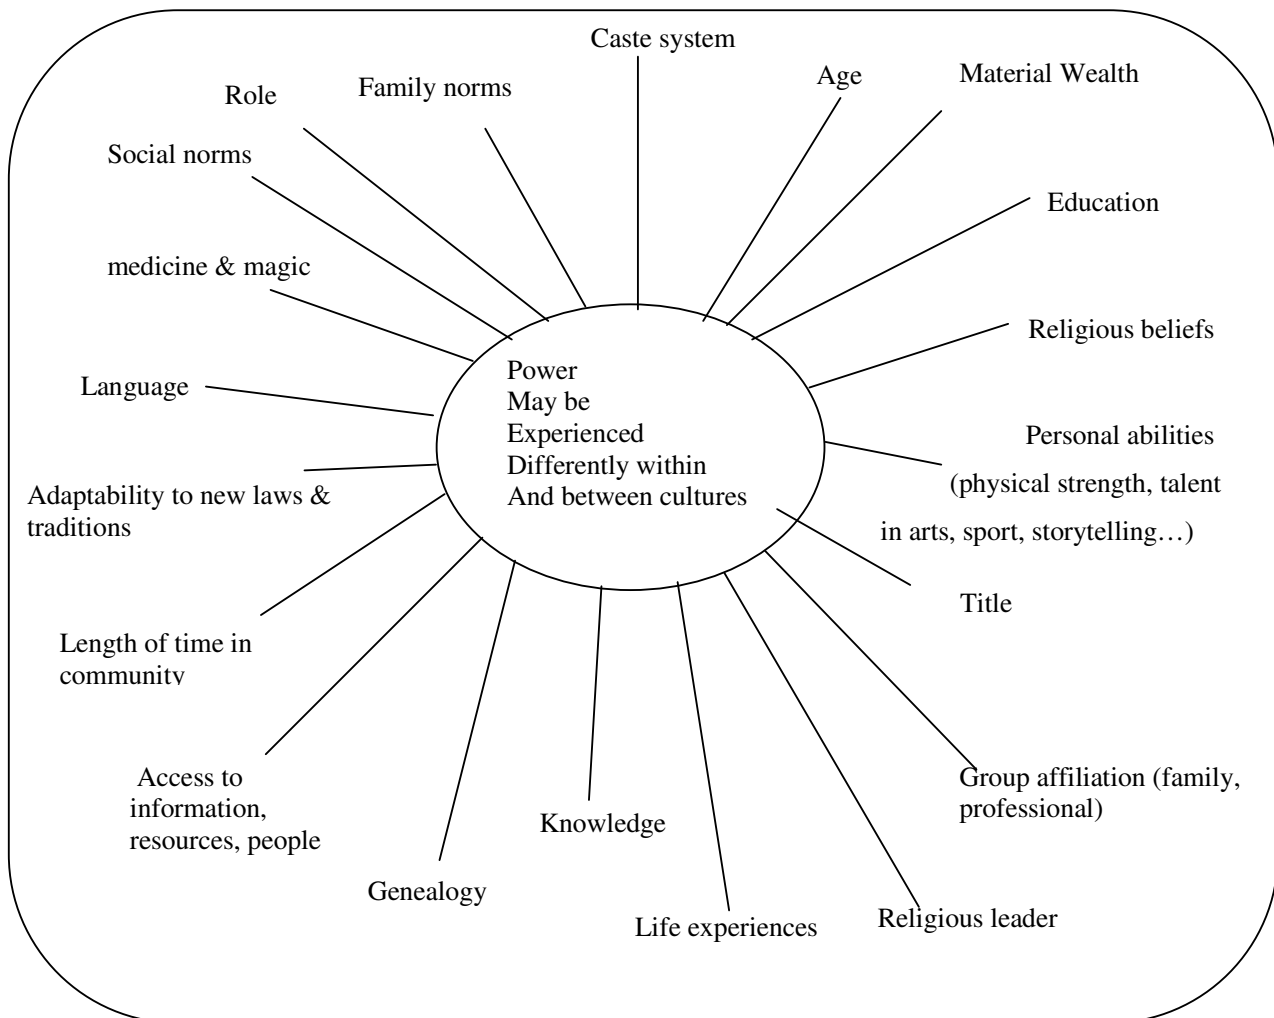 Caste system
Age
Material Wealth
Role
Family norms
Social norms
Education
medicine & magic
Religious beliefs
Language
Power
May be
Experienced
Differently within
And between cultures
Personal abilities
(physical strength, talent
in arts, sport, storytelling…)
Adaptability to new laws &
traditions
Title
Length of time in
community
Access to
information,
resources, people
Group affiliation (family,
professional)
Knowledge
Genealogy
Life experiences
Religious leader